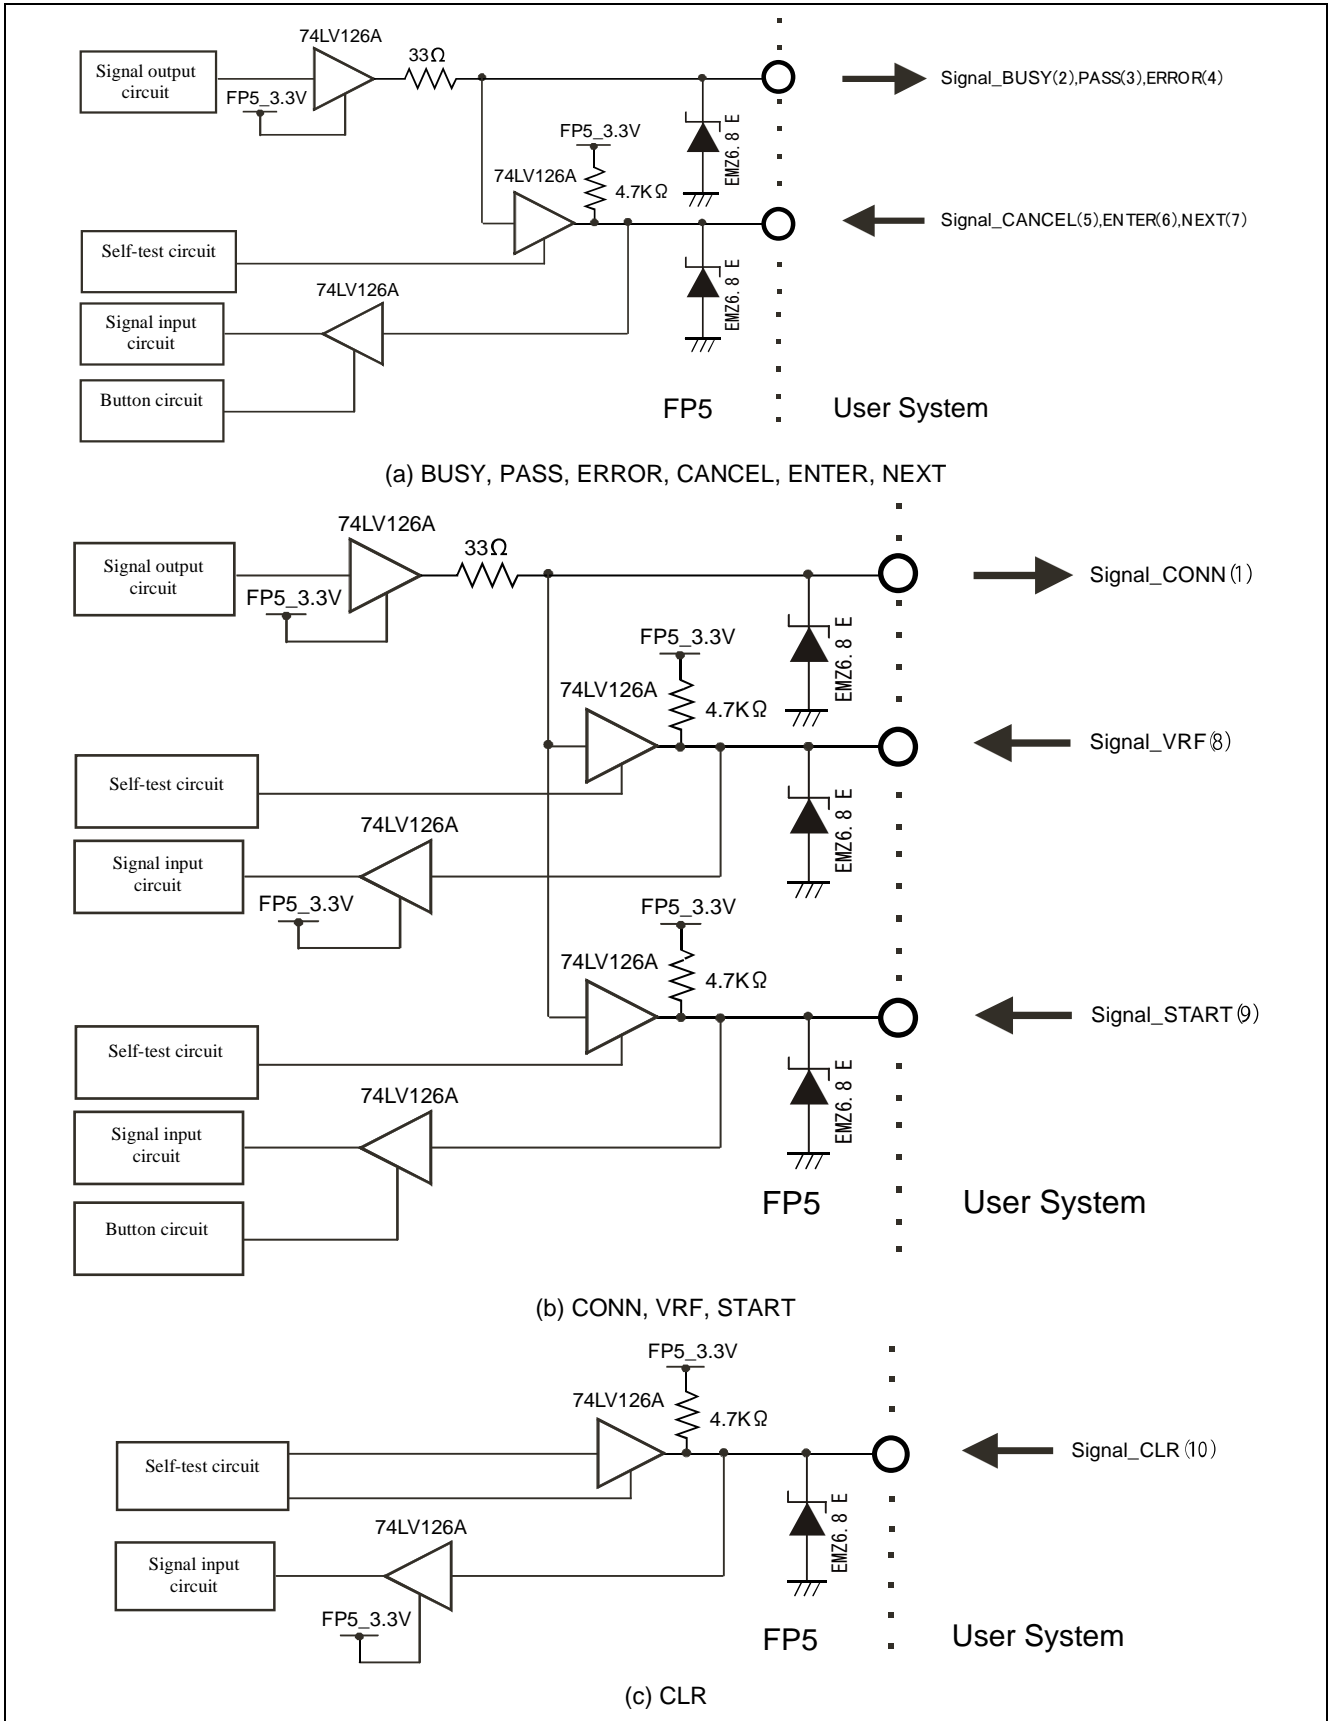 74LV126A
33Ω
Signal output
circuit
FP5_3.3V
Signal_BUSY(2),PASS(3),ERROR(4)
EMZ6. 8 E
FP5_3.3V
74LV126A
4.7KΩ
Signal_CANCEL(5),ENTER(6),NEXT(7)
Self-test circuit
EMZ6. 8 E
74LV126A
Signal input
circuit
Button circuit
FP5
User System
(a) BUSY, PASS, ERROR, CANCEL, ENTER, NEXT
74LV126A
33Ω
Signal output
circuit
FP5_3.3V
Signal_CONN(1)
EMZ6. 8 E
FP5_3.3V
74LV126A
4.7KΩ
Signal_VRF(8)
Self-test circuit
EMZ6. 8 E
74LV126A
Signal input
circuit
FP5_3.3V
FP5_3.3V
74LV126A
4.7KΩ
Signal_START(9)
Self-test circuit
EMZ6. 8 E
74LV126A
Signal input
circuit
Button circuit
FP5
User System
(b) CONN, VRF, START
FP5_3.3V
74LV126A
4.7KΩ
Signal_CLR(10)
Self-test circuit
EMZ6. 8 E
74LV126A
Signal input
circuit
FP5_3.3V
FP5
User System
(c) CLR